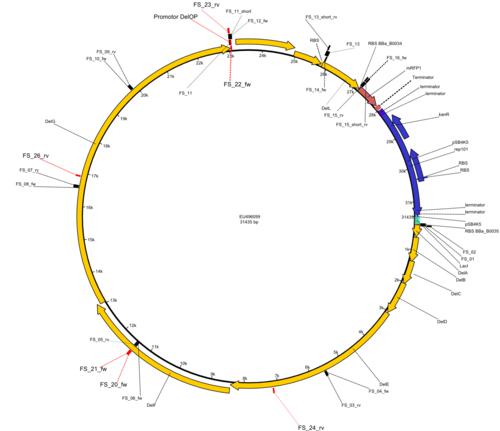 FS_23_rv
FS_11_short
Promotor DelOP
FS_12_fw
FS_13_short_rv
RBS
FS_13
RBS BBa_B0034
FS_16_fw
mRFP1
Terminator
terminator
terminator
kanR
FS_09_rv
FS_10_fw
FS_11
FS_22_fw
FS_14_fw
DelL
FS_15_rv
FS_15_short_rv
DelG
pSB4K5
rep101
RBS
RBS
FS_26_rv
FS_07_rv
FS_08_fw
EU496099
31435 bp
terminator
terminator
pSB4K5
RBS BBa_B0035
FS_02
FS_01
LacI
DelA
DelB
DelC
DelD
FS_05_rv
FS_21_fw
FS_20_fw
FS_06_fw
DelF
DelE
FS_04_fw
FS_03_rv
FS_24_rv
1k
2k
3k
4k
5k
6k
7k
8k
9k
10k
11k
12k
13k
14k
15k
16k
17k
18k
19k
20k
21k
22k
23k
24k
25k
26k
27k
28k
29k
31k
31435